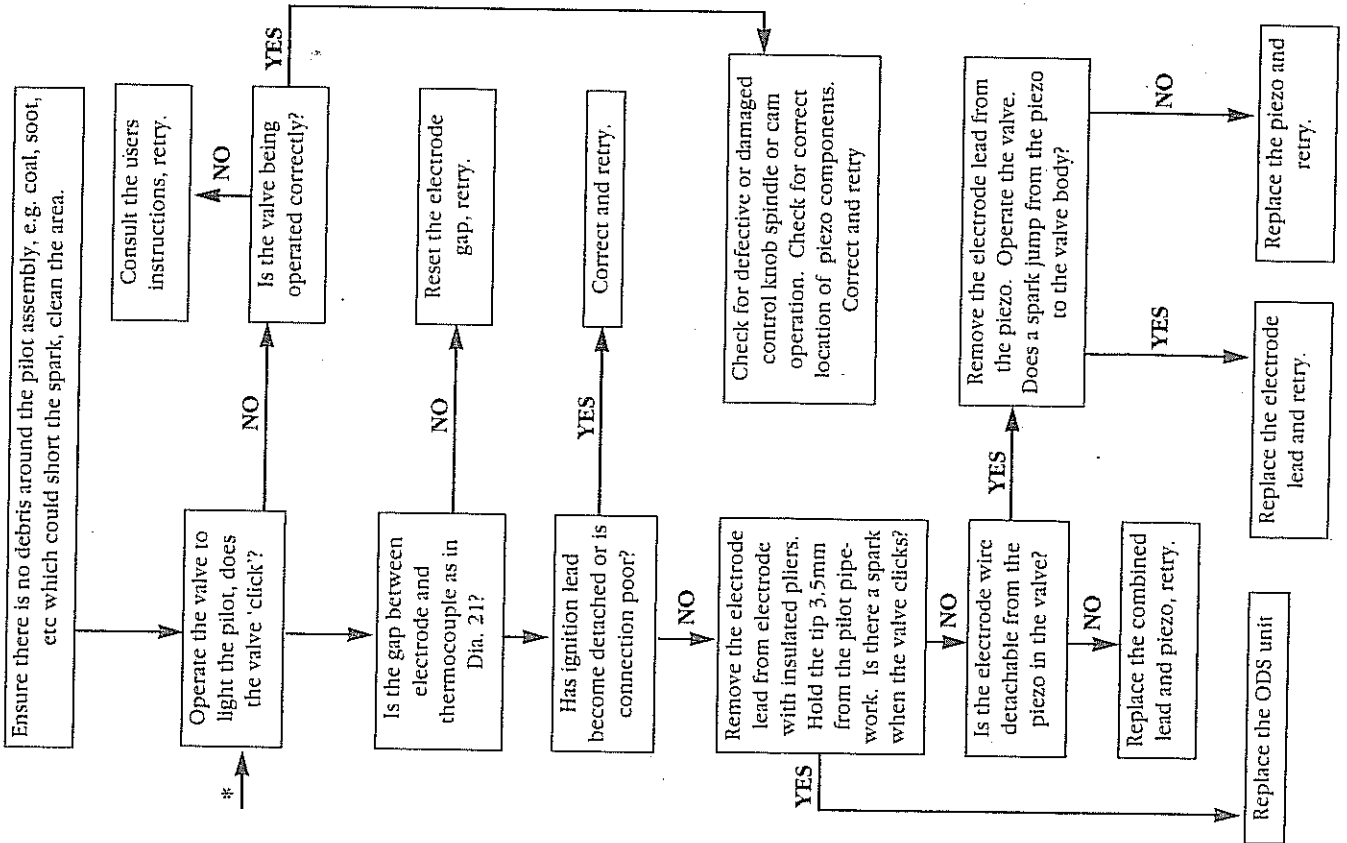 Ensure there is no debris around the pilot assembly, e.g. coal, soot,
etc which could short the spark, clean the area.
*
Operate the valve to
light the pilot, does
the valve 'click'?
NO
Is the valve being
operated correctly?
NO
Consult the users
instructions, retry.
YES
Is the gap between
electrode and
thermocouple as in
Dia. 21?
NO
Reset the electrode
gap, retry.
Has ignition lead
become detached or is
connection poor?
YES
Correct and retry.
NO
Check for defective or damaged
control knob spindle or cam
operation. Check for correct
location of piezo components.
Correct and retry
Remove the electrode
lead from electrode
with insulated pliers.
Hold the tip 3.5mm
from the pilot pipe-
work. Is there a spark
when the valve clicks?
YES
NO
Is the electrode wire
detachable from the
piezo in the valve?
YES
Remove the electrode lead from
the piezo. Operate the valve.
Does a spark jump from the piezo
to the valve body?
NO
Replace the combined
lead and piezo, retry.
YES
NO
Replace the ODS unit
Replace the electrode
lead and retry.
Replace the piezo and
retry.